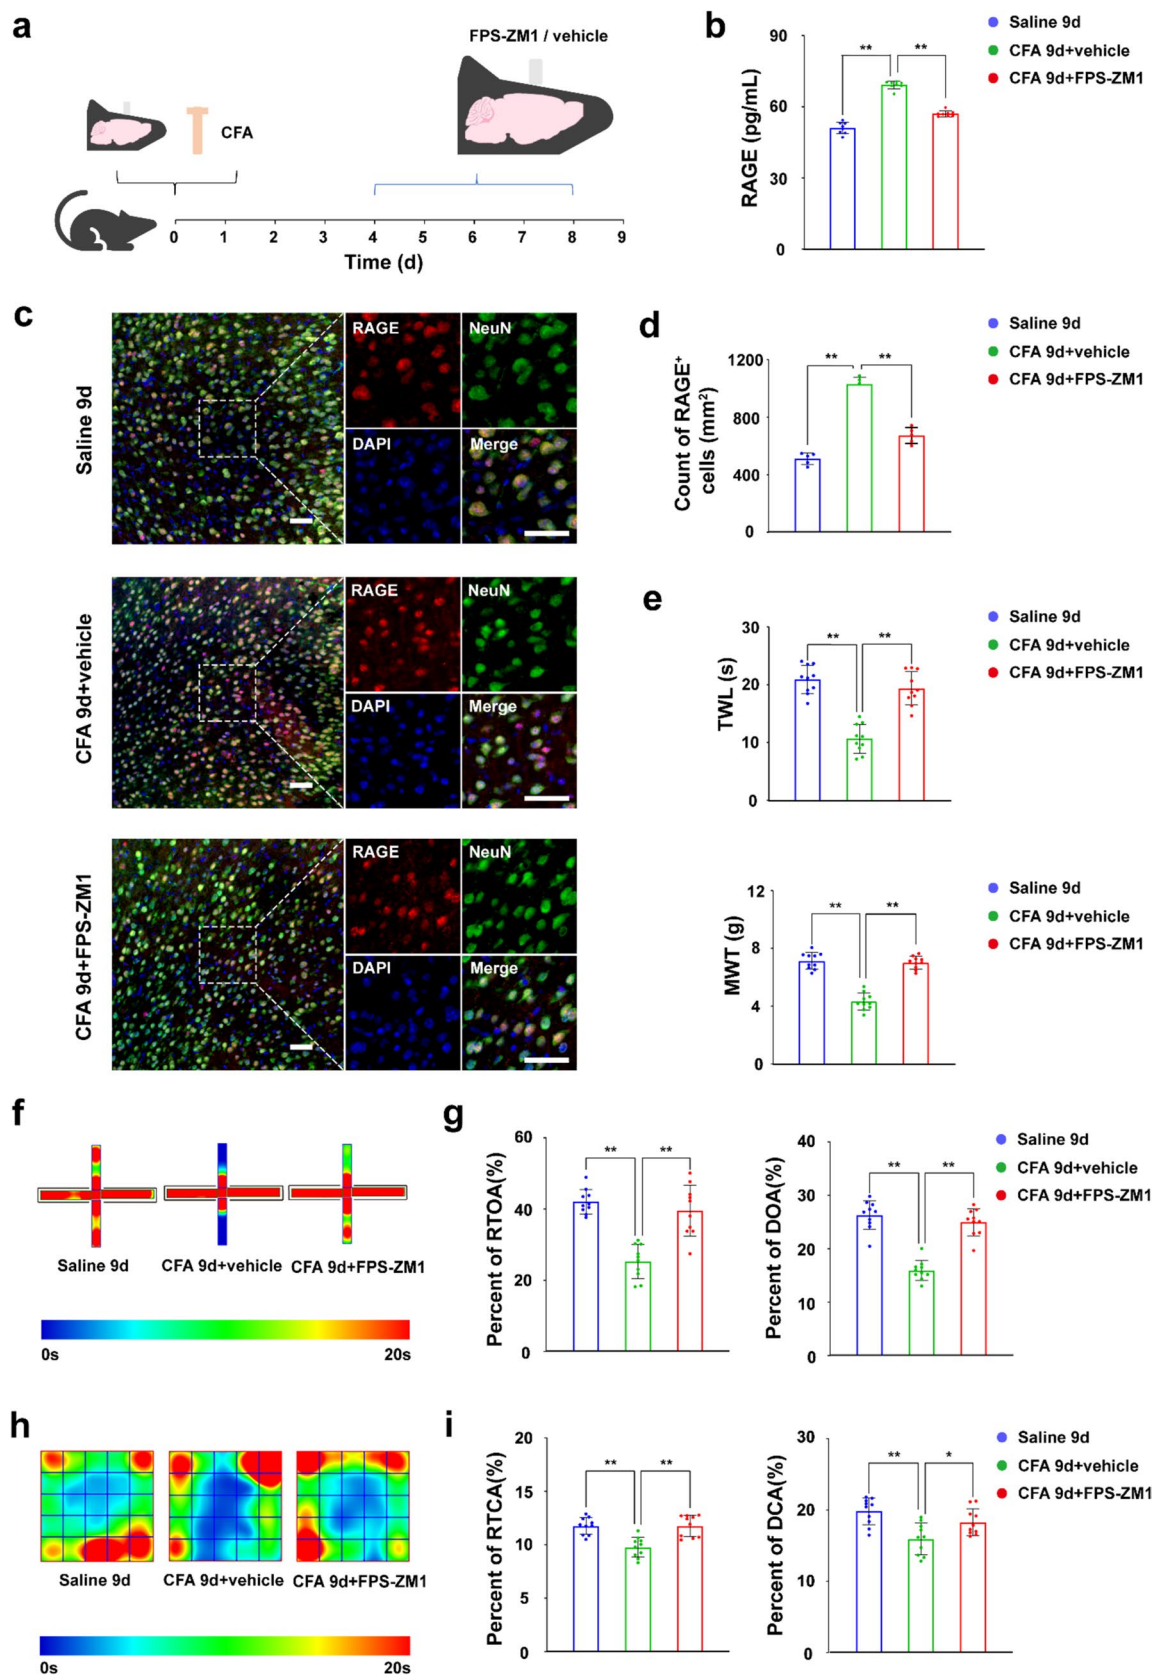 a
FPS-ZM1 / vehicle
CFA
0 1 2 3 4 5 6 7 8 9
Time (d)
b
Saline 9d
CFA 9d+vehicle
CFA 9d+FPS-ZM1
RAGE (pg/mL)
90
60
30
0
** **
c
Saline 9d
RAGE NeuN
DAPI Merge
CFA 9d+vehicle
RAGE NeuN
DAPI Merge
CFA 9d+FPS-ZM1
RAGE NeuN
DAPI Merge
d
Saline 9d
CFA 9d+vehicle
CFA 9d+FPS-ZM1
Count of RAGE⁺
cells (mm²)
1200
800
400
0
** **
e
Saline 9d
CFA 9d+vehicle
CFA 9d+FPS-ZM1
TWL (s)
30
20
10
0
** **
Saline 9d
CFA 9d+vehicle
CFA 9d+FPS-ZM1
MWT (g)
12
8
4
0
** **
f
Saline 9d CFA 9d+vehicle CFA 9d+FPS-ZM1
0s 20s
g
Percent of RTOA(%)
60
40
20
0
** **
Percent of DOA(%)
40
30
20
10
0
** **
Saline 9d
CFA 9d+vehicle
CFA 9d+FPS-ZM1
h
Saline 9d CFA 9d+vehicle CFA 9d+FPS-ZM1
0s 20s
i
Percent of RTCA(%)
20
15
10
5
0
** **
Percent of DCA(%)
30
20
10
0
** *
Saline 9d
CFA 9d+vehicle
CFA 9d+FPS-ZM1